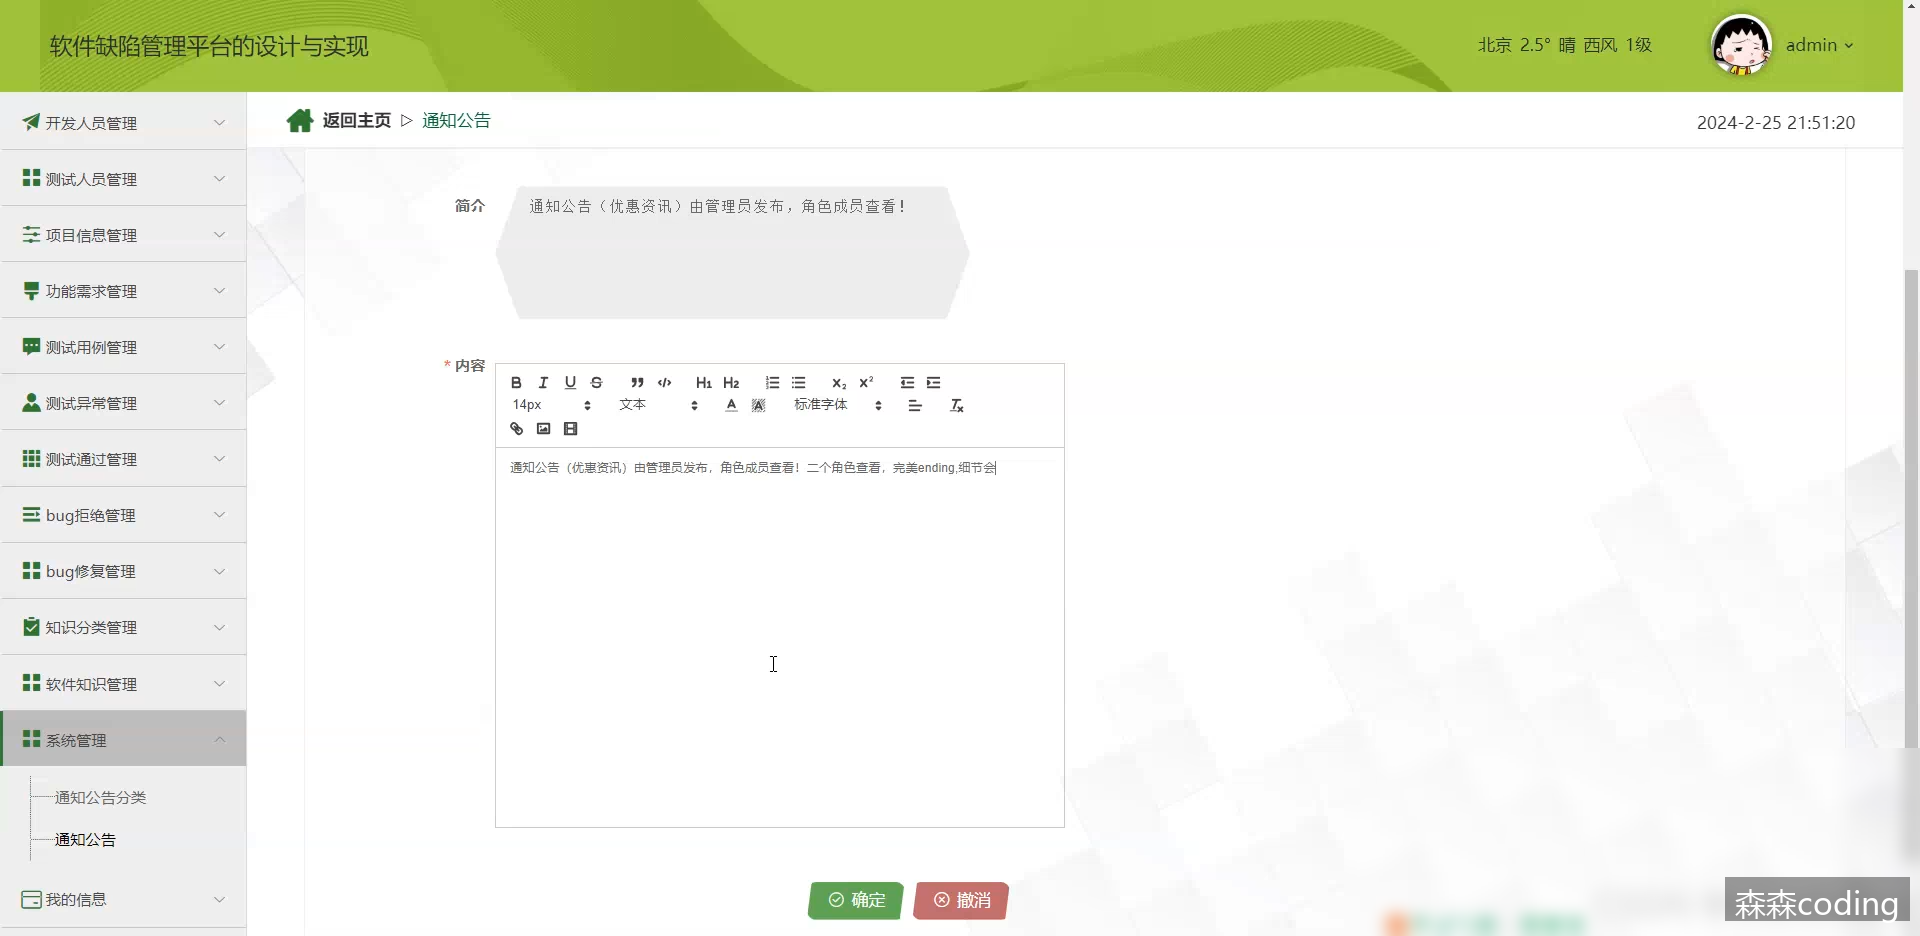 软件缺陷管理平台的设计与实现
北京 2.5° 晴 西风 1级
admin
开发人员管理
测试人员管理
项目信息管理
功能需求管理
测试用例管理
测试异常管理
测试通过管理
bug拒绝管理
bug修复管理
知识分类管理
软件知识管理
系统管理
通知公告分类
通知公告
我的信息
返回主页 ▷ 通知公告
2024-2-25 21:51:20
简介
通知公告（优惠资讯）由管理员发布，角色成员查看！
* 内容
B I U S H1 H2 X2 X2
14px 文本 A A 标准字体 Tx
通知公告（优惠资讯）由管理员发布，角色成员查看！二个角色查看，完美ending,细节会
确定
撤消
森森coding